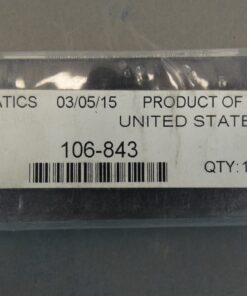 ATICS 03/05/15 PRODUCT OF
UNITED STATE
106-843
QTY:1